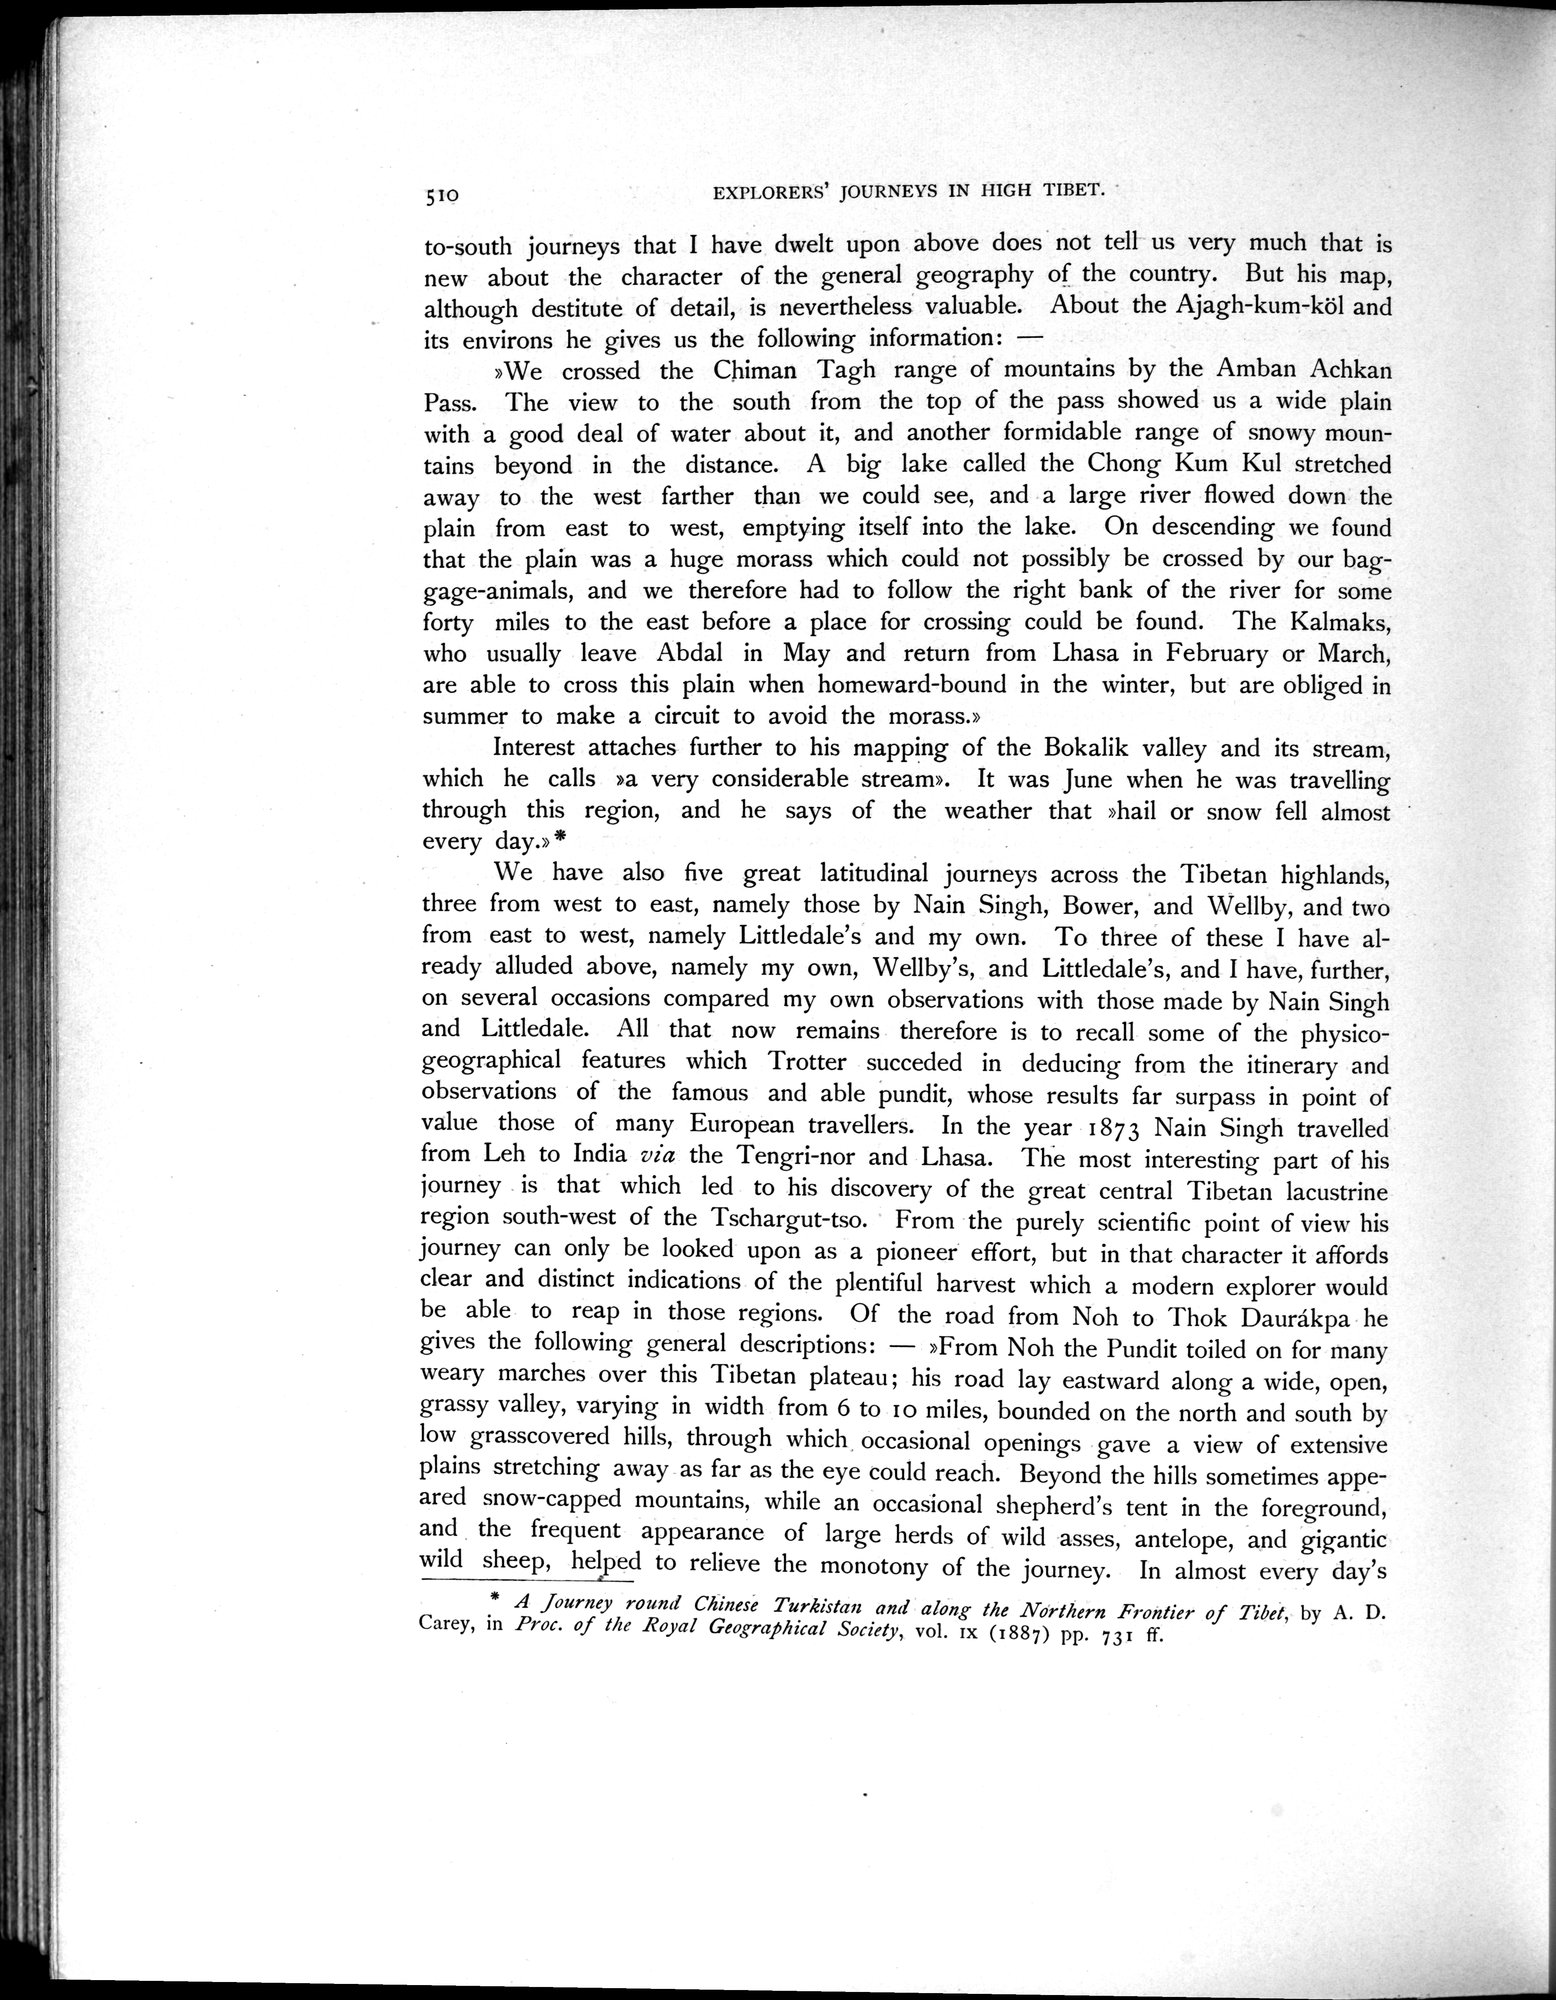 510
EXPLORERS' JOURNEYS IN HIGH TIBET.
to-south journeys that I have dwelt upon above does not tell us very much that is
new about the character of the general geography of the country. But his map,
although destitute of detail, is nevertheless valuable. About the Ajagh-kum-köl and
its environs he gives us the following information: —
»We crossed the Chiman Tagh range of mountains by the Amban Achkan
Pass. The view to the south from the top of the pass showed us a wide plain
with a good deal of water about it, and another formidable range of snowy moun-
tains beyond in the distance. A big lake called the Chong Kum Kul stretched
away to the west farther than we could see, and a large river flowed down the
plain from east to west, emptying itself into the lake. On descending we found
that the plain was a huge morass which could not possibly be crossed by our bag-
gage-animals, and we therefore had to follow the right bank of the river for some
forty miles to the east before a place for crossing could be found. The Kalmaks,
who usually leave Abdal in May and return from Lhasa in February or March,
are able to cross this plain when homeward-bound in the winter, but are obliged in
summer to make a circuit to avoid the morass.»
Interest attaches further to his mapping of the Bokalik valley and its stream,
which he calls »a very considerable stream». It was June when he was travelling
through this region, and he says of the weather that »hail or snow fell almost
every day.»*
We have also five great latitudinal journeys across the Tibetan highlands,
three from west to east, namely those by Nain Singh, Bower, and Wellby, and two
from east to west, namely Littledale's and my own. To three of these I have al-
ready alluded above, namely my own, Wellby's, and Littledale's, and I have, further,
on several occasions compared my own observations with those made by Nain Singh
and Littledale. All that now remains therefore is to recall some of the physico-
geographical features which Trotter succeded in deducing from the itinerary and
observations of the famous and able pundit, whose results far surpass in point of
value those of many European travellers. In the year 1873 Nain Singh travelled
from Leh to India via the Tengri-nor and Lhasa. The most interesting part of his
journey is that which led to his discovery of the great central Tibetan lacustrine
region south-west of the Tschargut-tso. From the purely scientific point of view his
journey can only be looked upon as a pioneer effort, but in that character it affords
clear and distinct indications of the plentiful harvest which a modern explorer would
be able to reap in those regions. Of the road from Noh to Thok Daurákpa he
gives the following general descriptions: — »From Noh the Pundit toiled on for many
weary marches over this Tibetan plateau; his road lay eastward along a wide, open,
grassy valley, varying in width from 6 to 10 miles, bounded on the north and south by
low grasscovered hills, through which occasional openings gave a view of extensive
plains stretching away as far as the eye could reach. Beyond the hills sometimes appe-
ared snow-capped mountains, while an occasional shepherd's tent in the foreground,
and the frequent appearance of large herds of wild asses, antelope, and gigantic
wild sheep, helped to relieve the monotony of the journey. In almost every day's
* A Journey round Chinese Turkistan and along the Northern Frontier of Tibet, by A. D.
Carey, in Proc. of the Royal Geographical Society, vol. IX (1887) pp. 731 ff.